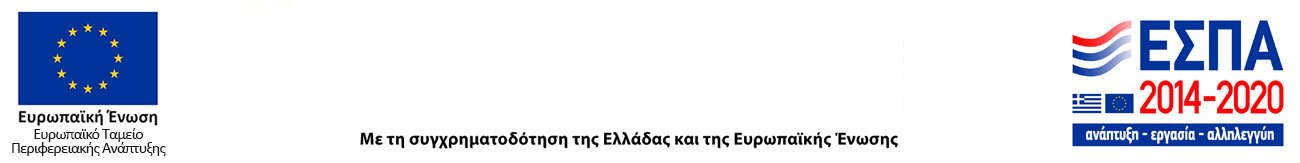 Ευρωπαϊκή Ένωση
Ευρωπαϊκό Ταμείο
Περιφερειακής Ανάπτυξης
Με τη συγχρηματοδότηση της Ελλάδας και της Ευρωπαϊκής Ένωσης
ΕΣΠΑ
2014-2020
ανάπτυξη - εργασία - αλληλεγγύη